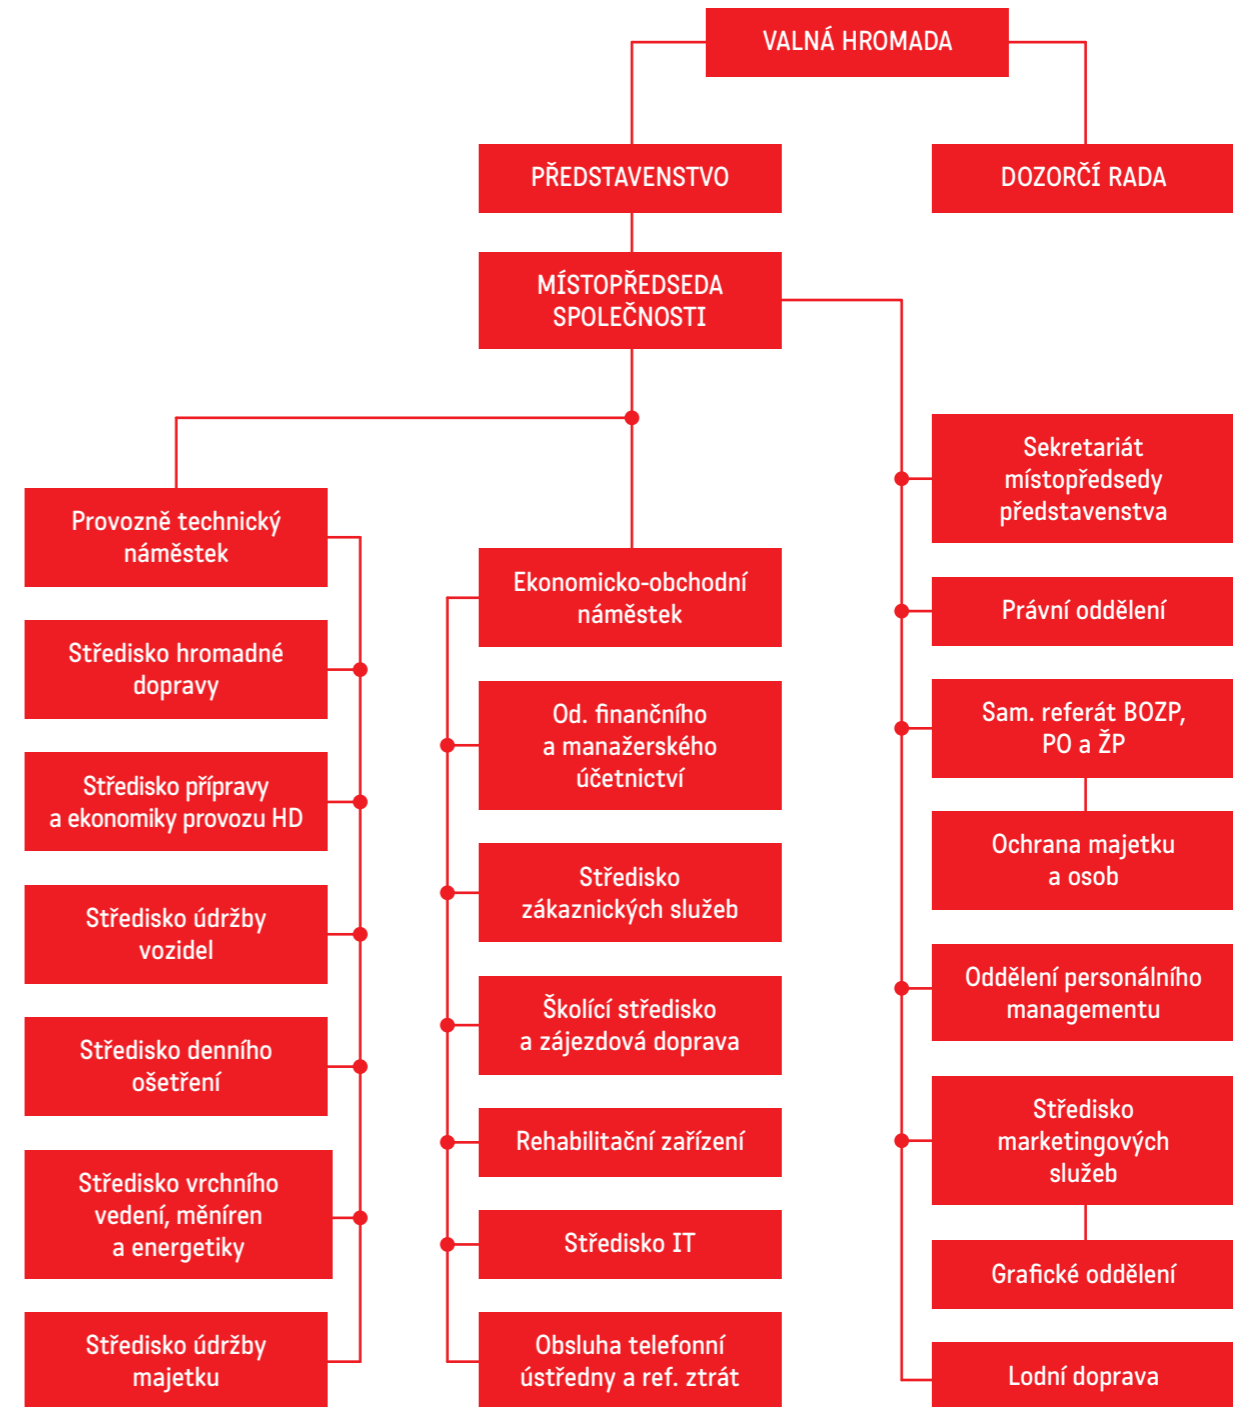 VALNÁ HROMADA
PŘEDSTAVENSTVO
DOZORČÍ RADA
MÍSTOPŘEDSEDA
SPOLEČNOSTI
Provozně technický
náměstek
Středisko hromadné
dopravy
Středisko přípravy
a ekonomiky provozu HD
Středisko údržby
vozidel
Středisko denního
ošetření
Středisko vrchního
vedení, měníren
a energetiky
Středisko údržby
majetku
Ekonomicko-obchodní
náměstek
Od. finančního
a manažerského
účetnictví
Středisko
zákaznických služeb
Školící středisko
a zájezdová doprava
Rehabilitační zařízení
Středisko IT
Obsluha telefonní
ústředny a ref. ztrát
Sekretariát
místopředsedy
představenstva
Právní oddělení
Sam. referát BOZP,
PO a ŽP
Ochrana majetku
a osob
Oddělení personálního
managementu
Středisko
marketingových
služeb
Grafické oddělení
Lodní doprava